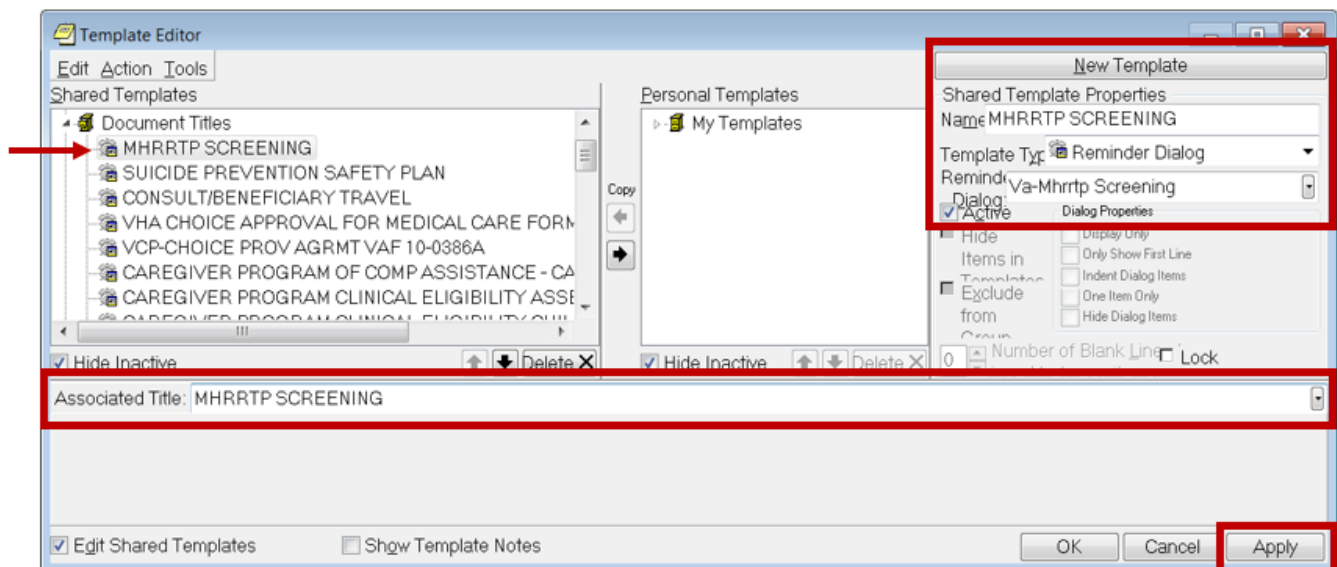 Template Editor
Edit Action Tools
New Template
Shared Templates
Document Titles
MHRRTP SCREENING
SUICIDE PREVENTION SAFETY PLAN
CONSULT/BENEFICIARY TRAVEL
VHA CHOICE APPROVAL FOR MEDICAL CARE FORM
VCP-CHOICE PROV AGRMT VAF 10-0386A
CAREGIVER PROGRAM OF COMP ASSISTANCE - CA
CAREGIVER PROGRAM CLINICAL ELIGIBILITY ASSE
CAREGIVER PROGRAM CLINICAL ELIGIBILITY
Hide Inactive
Delete
Copy
Personal Templates
My Templates
Hide Inactive
Delete
Shared Template Properties
Name MHRRTP SCREENING
Template Typ Reminder Dialog
Reminde
Dialog: Va-Mhrrtp Screening
Active
Hide
Items in
Templates
Exclude
from
Group
Dialog Properties
Display Only
Only Show First Line
Indent Dialog Items
One Item Only
Hide Dialog Items
0 Number of Blank Lines
Lock
Associated Title: MHRRTP SCREENING
Edit Shared Templates
Show Template Notes
OK Cancel Apply